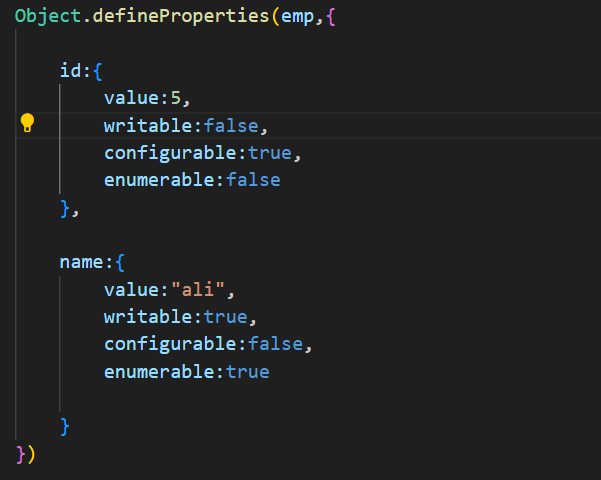 Object.defineProperties(emp,{
id:{
value:5,
writable:false,
configurable:true,
enumerable:false
},
name:{
value:"ali",
writable:true,
configurable:false,
enumerable:true
}
})